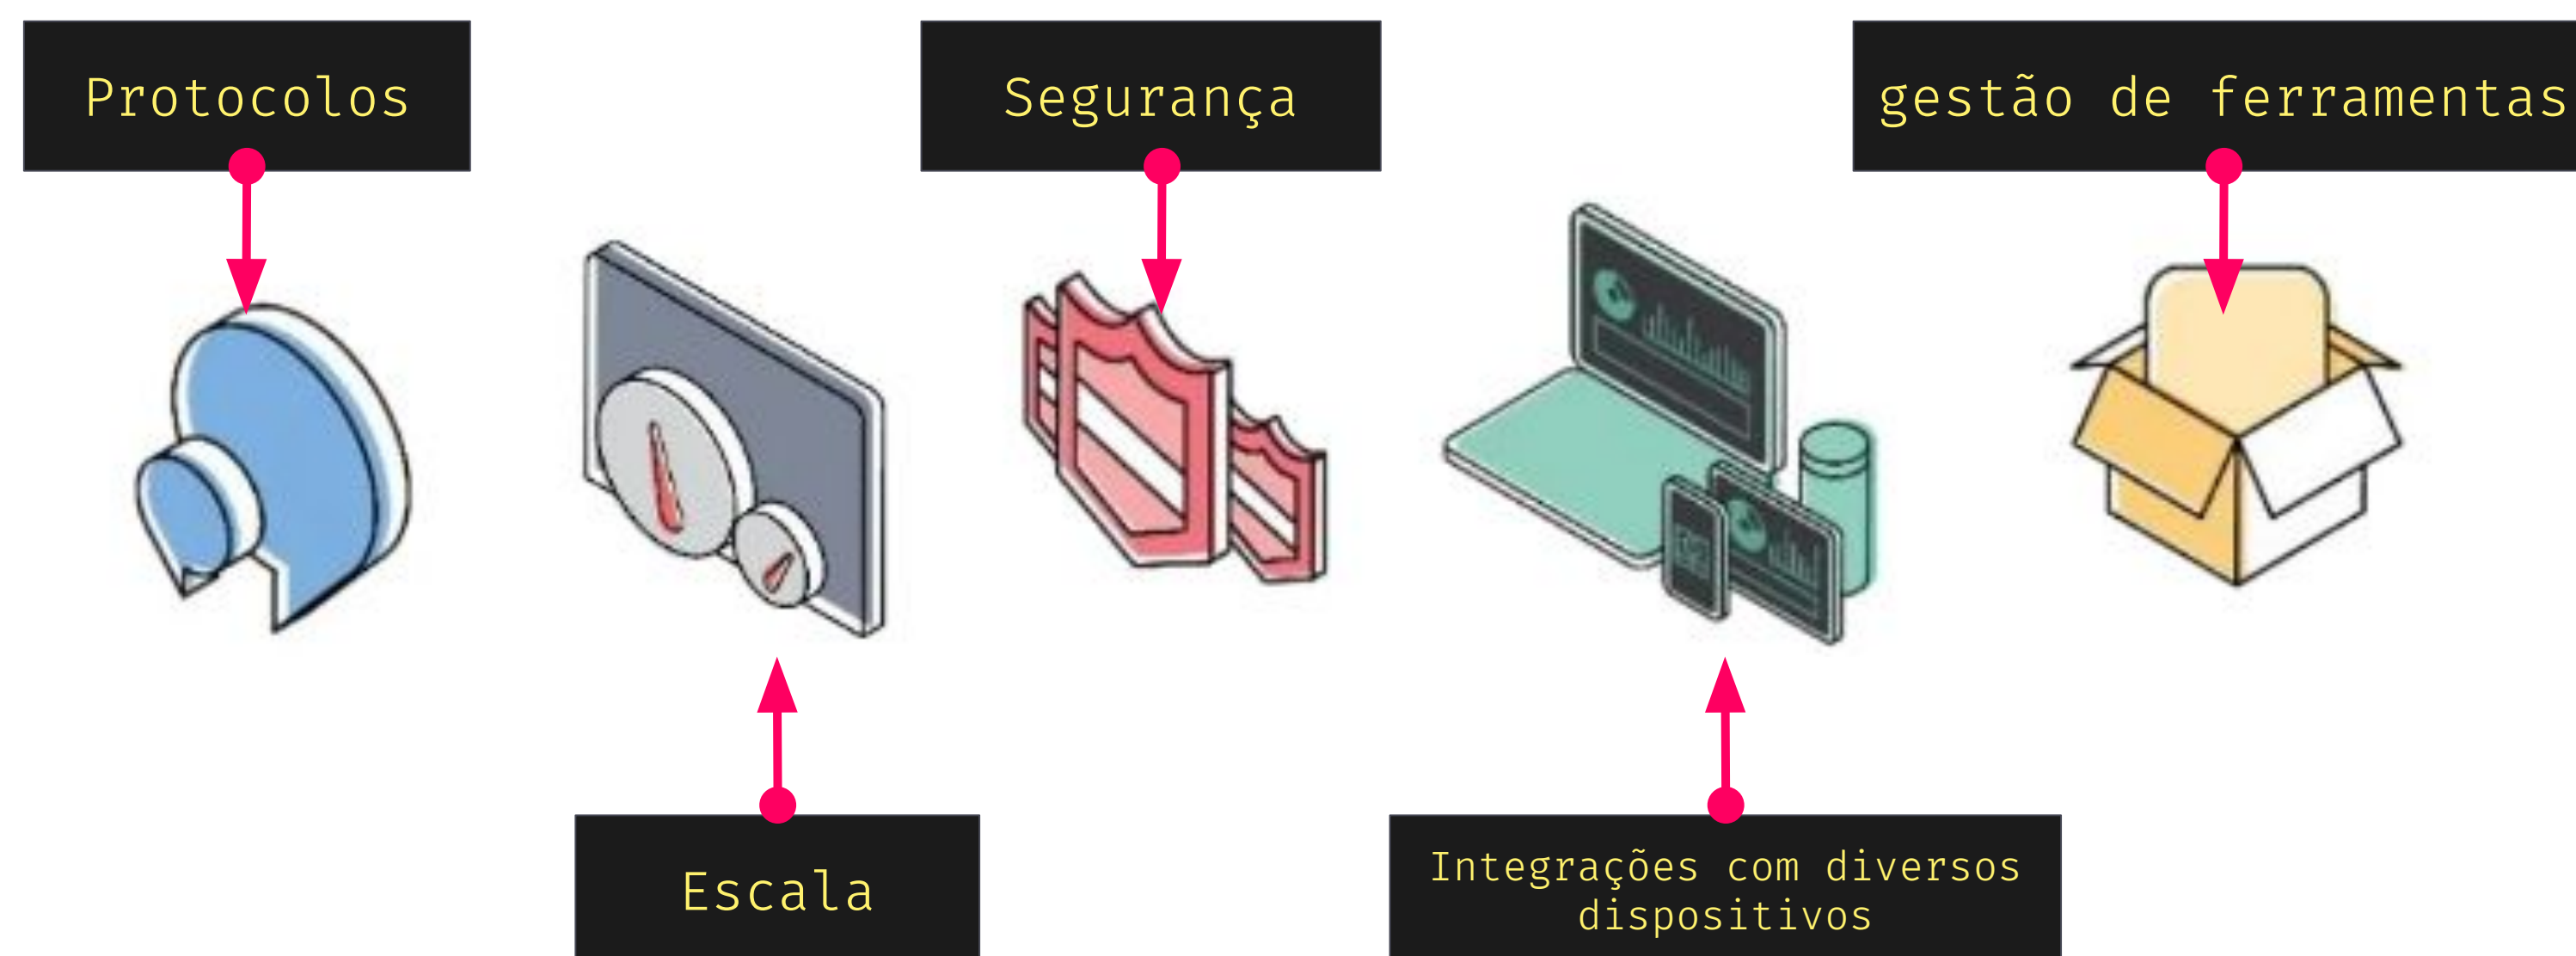 Protocolos
Segurança
gestão de ferramentas
Escala
Integrações com diversos
dispositivos